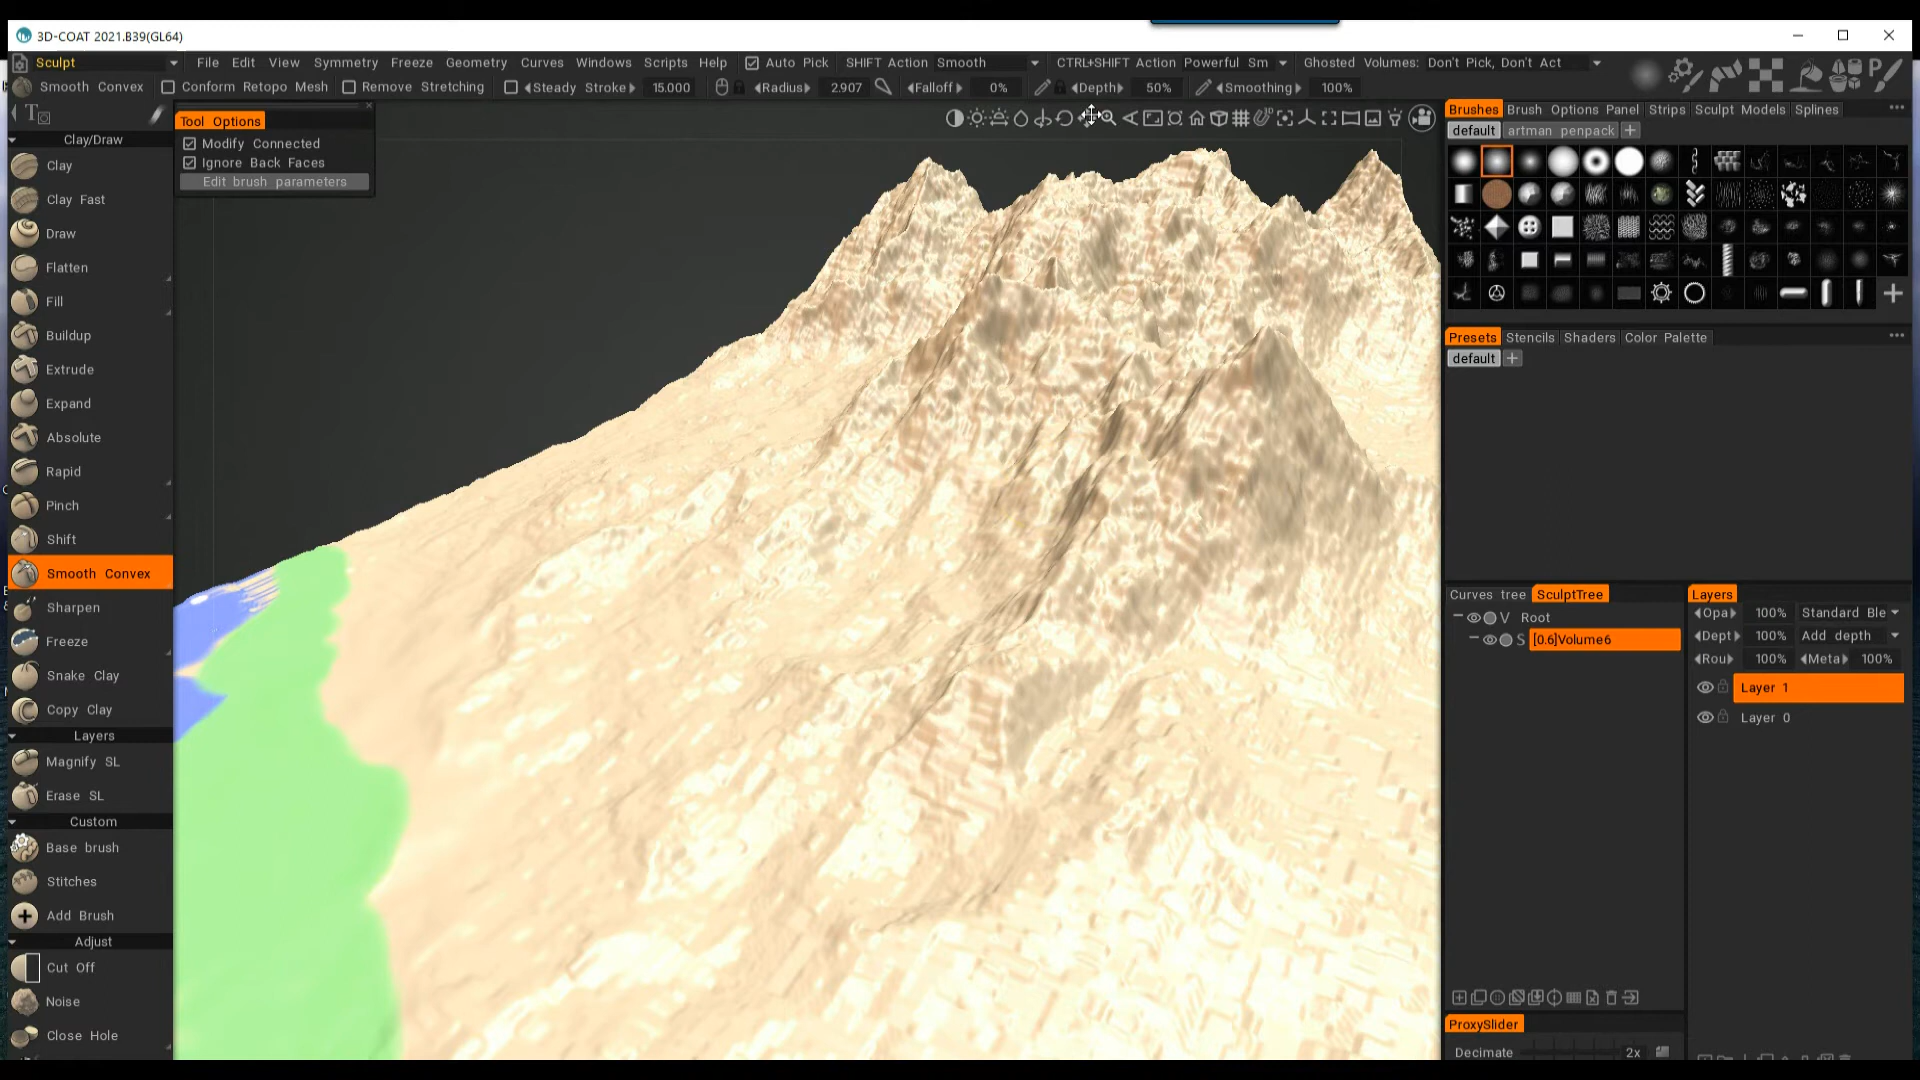 3D-COAT 2021.B39(GL64)
Sculpt File Edit View Symmetry Freeze Geometry Curves Windows Scripts Help Auto Pick SHIFT Action Smooth CTRL+SHIFT Action Powerful Sm Ghosted Volumes: Don't Pick, Don't Act
Smooth Convex Conform Retopo Mesh Remove Stretching Steady Stroke 15.000 Radius 2.907 Falloff 0% Depth 50% Smoothing 100%
Tool Options
Modify Connected
Ignore Back Faces
Edit brush parameters
Clay/Draw
Clay
Clay Fast
Draw
Flatten
Fill
Buildup
Extrude
Expand
Absolute
Rapid
Pinch
Shift
Smooth Convex
Sharpen
Freeze
Snake Clay
Copy Clay
Layers
Magnify SL
Erase SL
Custom
Base brush
Stitches
Add Brush
Adjust
Cut Off
Noise
Close Hole
Brushes Brush Options Panel Strips Sculpt Models Splines
default artman penpack +
Presets Stencils Shaders Color Palette
default +
Curves tree SculptTree
V Root
S [0.6]Volume6
ProxySlider
Decimate 2x
Layers
Opa 100% Standard Ble
Dept 100% Add depth
Rou 100% Meta 100%
Layer 1
Layer 0